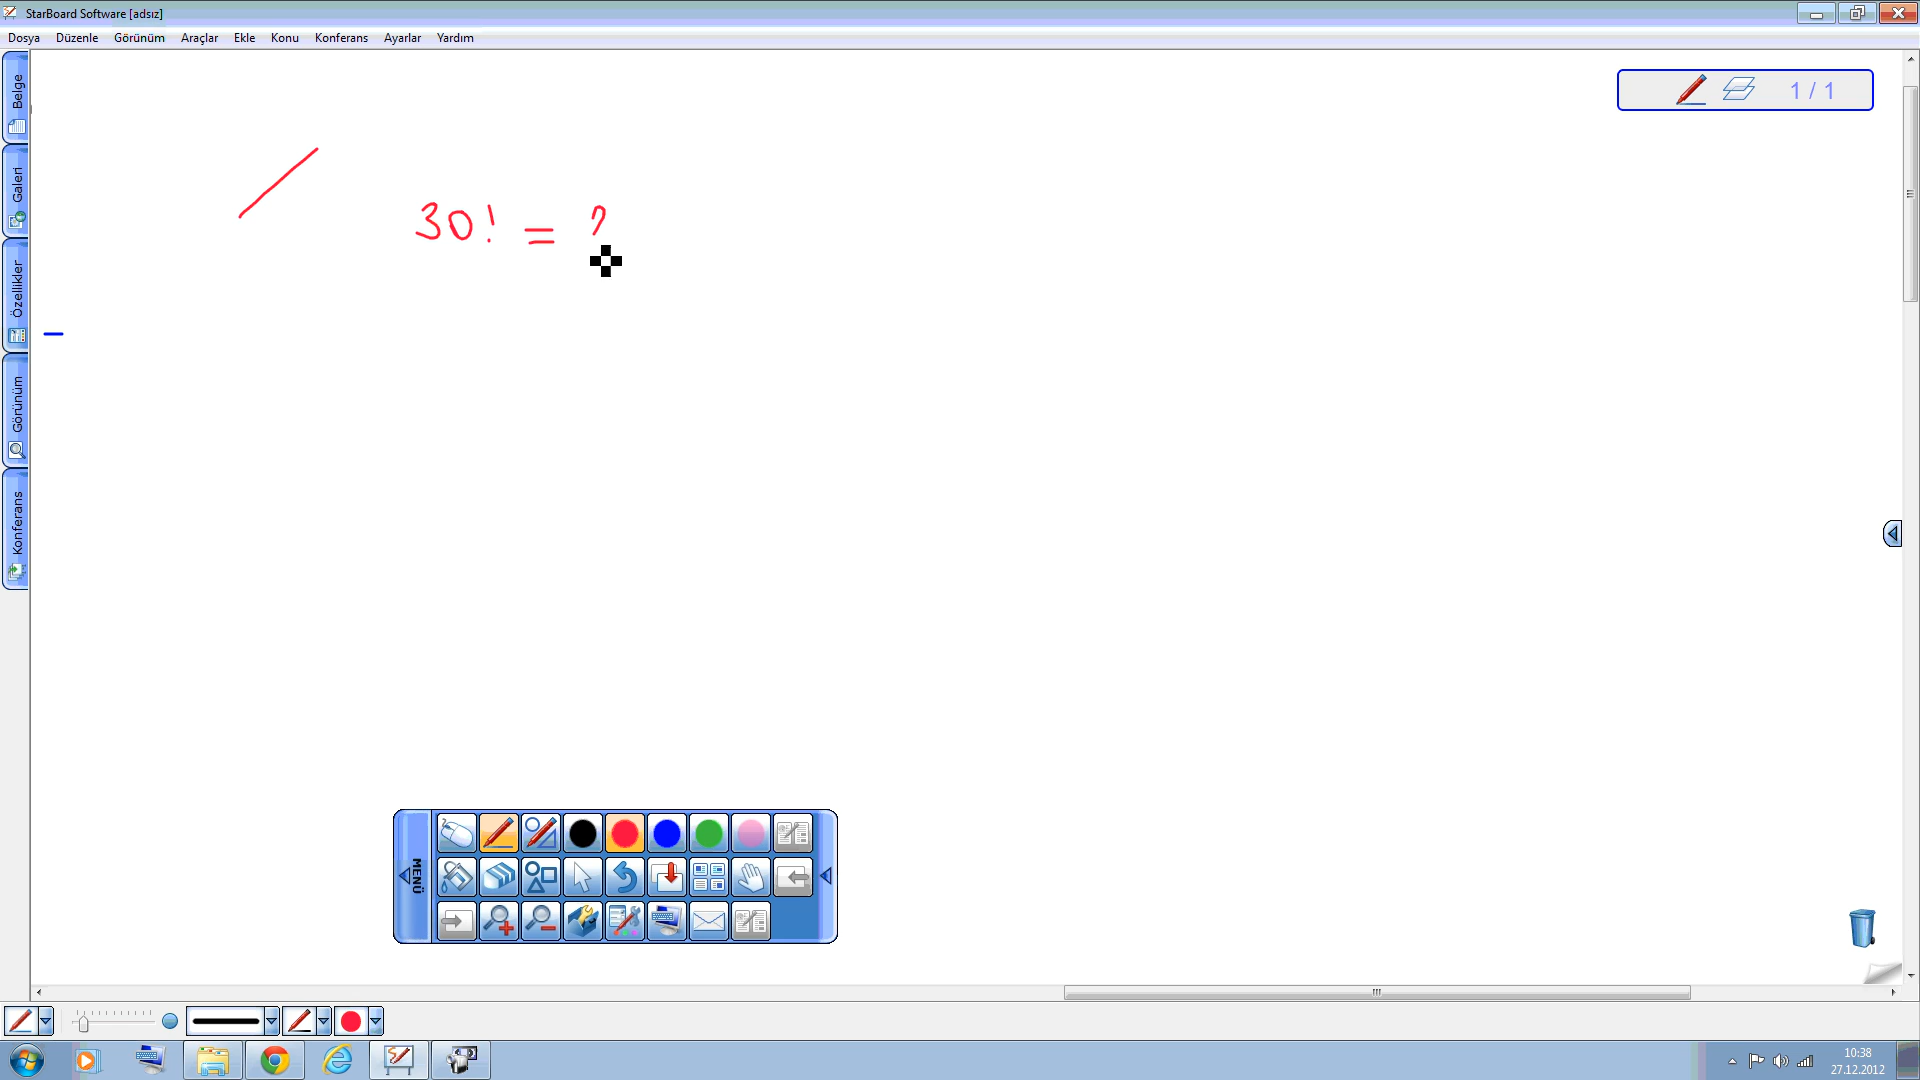 StarBoard Software [adsız]
Dosya Düzenle Görünüm Araçlar Ekle Konu Konferans Ayarlar Yardım
Belge
Galeri
Özellikler
Görünüm
Konferans
1 / 1
30! = ?
MENÜ
10:38
27.12.2012